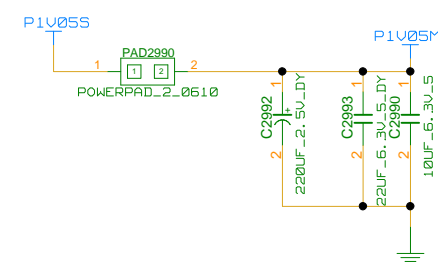 P1V05S
P1V05M
PAD2990
1
1
2
2
POWERPAD_2_0610
1
C2992
220UF_2.5V_DY
+
2
1
C2993
22UF_6.3V_5_DY
2
1
C2990
10UF_6.3V_5
2